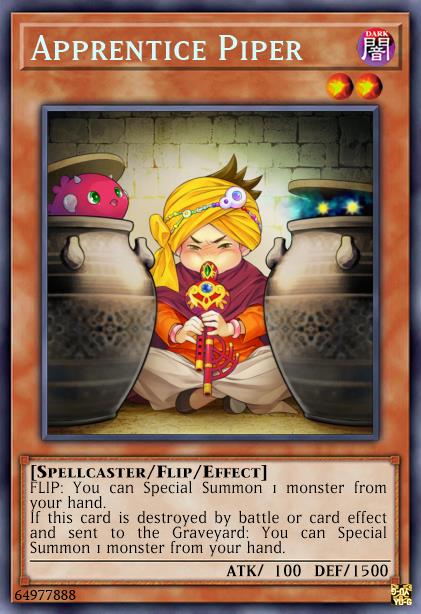 Apprentice Piper
DARK
闇
[Spellcaster/Flip/Effect]
FLIP: You can Special Summon 1 monster from
your hand.
If this card is destroyed by battle or card effect
and sent to the Graveyard: You can Special
Summon 1 monster from your hand.
ATK/ 100 DEF/1500
64977888